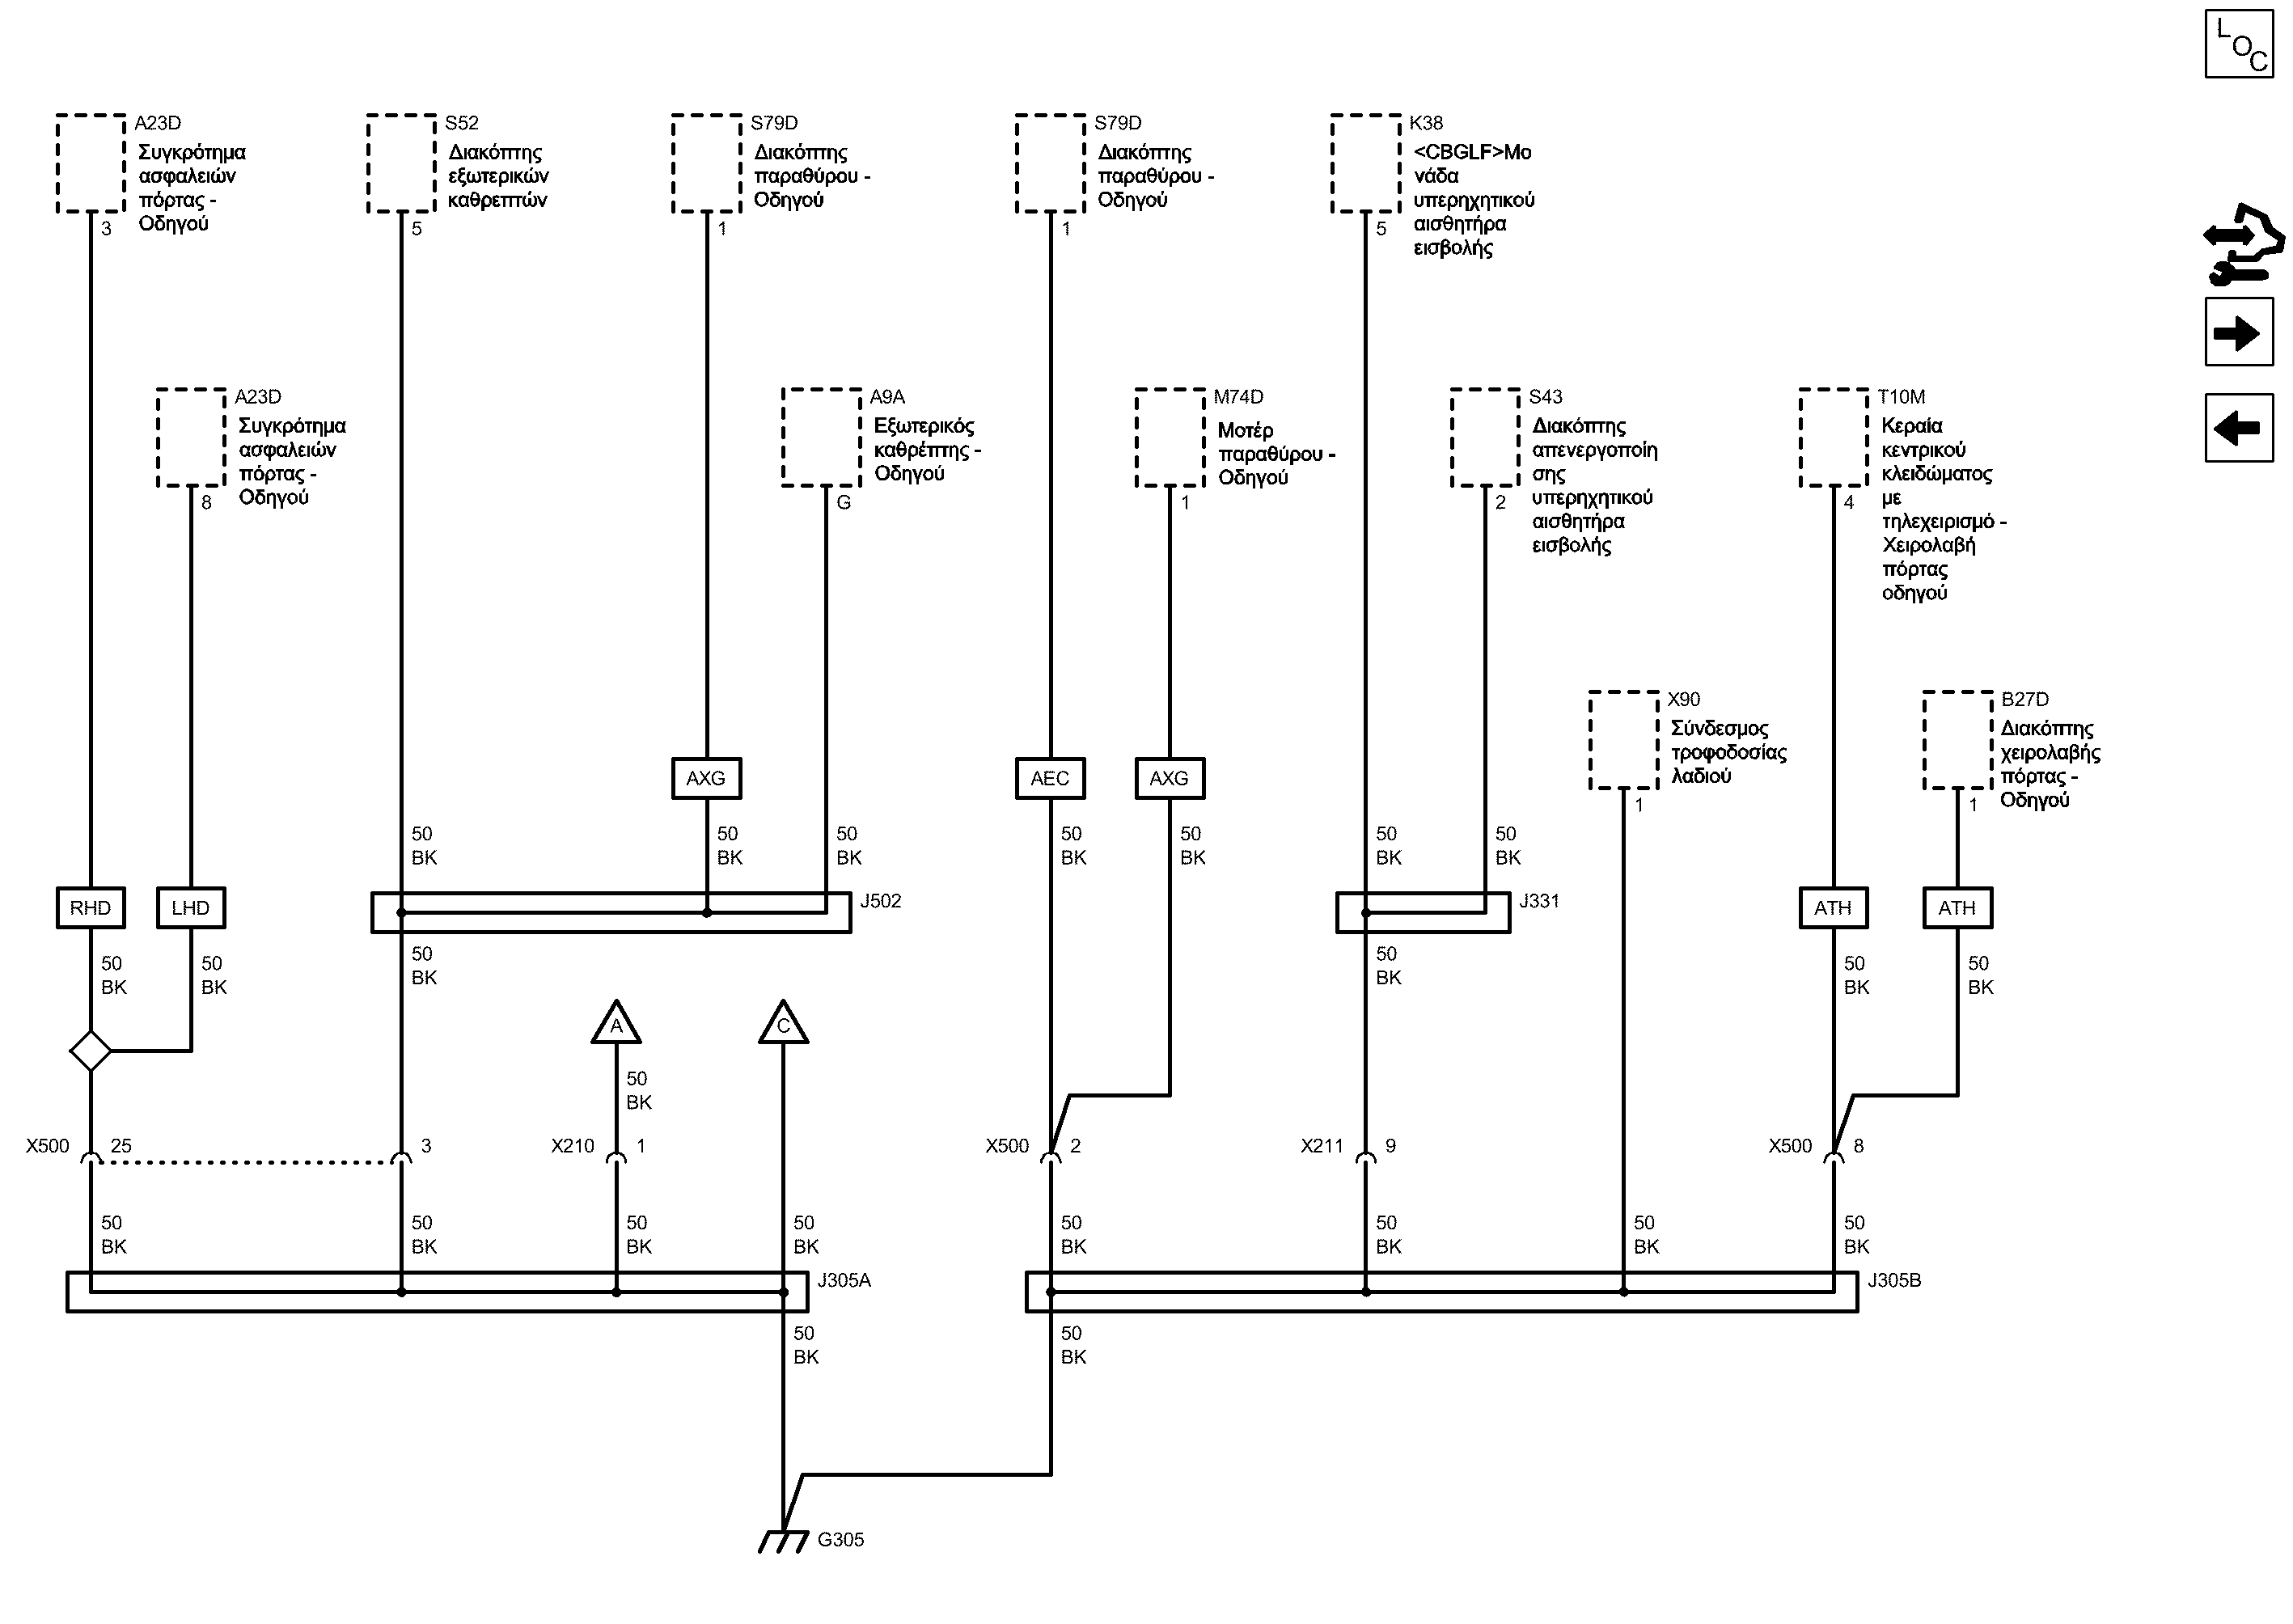 LOC
A23D
Συγκρότημα
ασφαλειών
πόρτας -
Οδηγού
3
S52
Διακόπτης
εξωτερικών
καθρεπτών
5
S79D
Διακόπτης
παραθύρου -
Οδηγού
1
S79D
Διακόπτης
παραθύρου -
Οδηγού
1
K38
<CBGLF>Μο
νάδα
υπερηχητικού
αισθητήρα
εισβολής
5
A23D
Συγκρότημα
ασφαλειών
πόρτας -
Οδηγού
8
A9A
Εξωτερικός
καθρέπτης -
Οδηγού
G
M74D
Μοτέρ
παραθύρου -
Οδηγού
1
S43
Διακόπτης
απενεργοποίη
σης
υπερηχητικού
αισθητήρα
εισβολής
2
T10M
Κεραία
κεντρικού
κλειδώματος
με
τηλεχειρισμό -
Χειρολαβή
πόρτας
οδηγού
4
X90
Σύνδεσμος
τροφοδοσίας
λαδιού
1
B27D
Διακόπτης
χειρολαβής
πόρτας -
Οδηγού
1
AXG
AEC
AXG
50 50 50 50 50 50 50
BK BK BK BK BK BK BK
RHD LHD J502 J331 ATH ATH
50 50 50 50 50 50
BK BK BK BK BK BK
A C
50
BK
X500 25 3 X210 1 X500 2 X211 9 X500 8
50 50 50 50 50 50 50 50
BK BK BK BK BK BK BK BK
J305A J305B
50 50
BK BK
G305